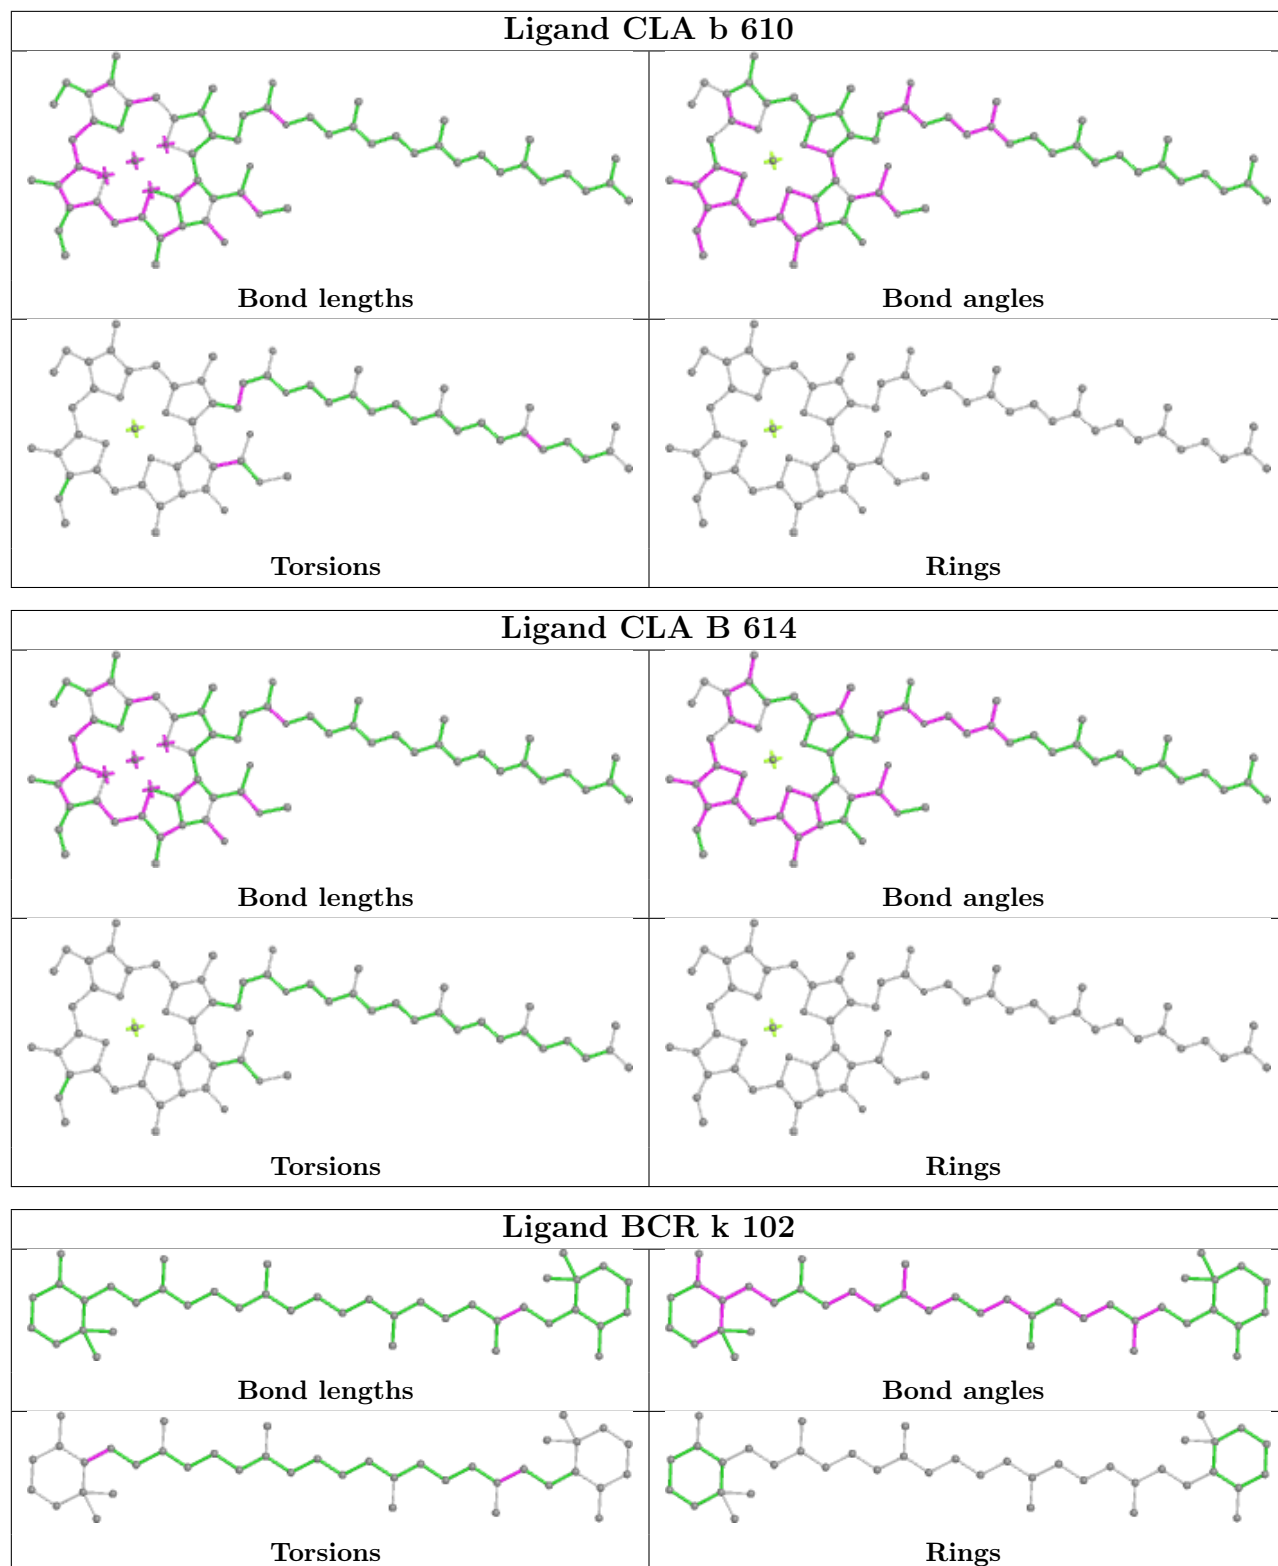 Ligand CLA b 610
Bond lengths
Bond angles
Torsions
Rings
Ligand CLA B 614
Bond lengths
Bond angles
Torsions
Rings
Ligand BCR k 102
Bond lengths
Bond angles
Torsions
Rings